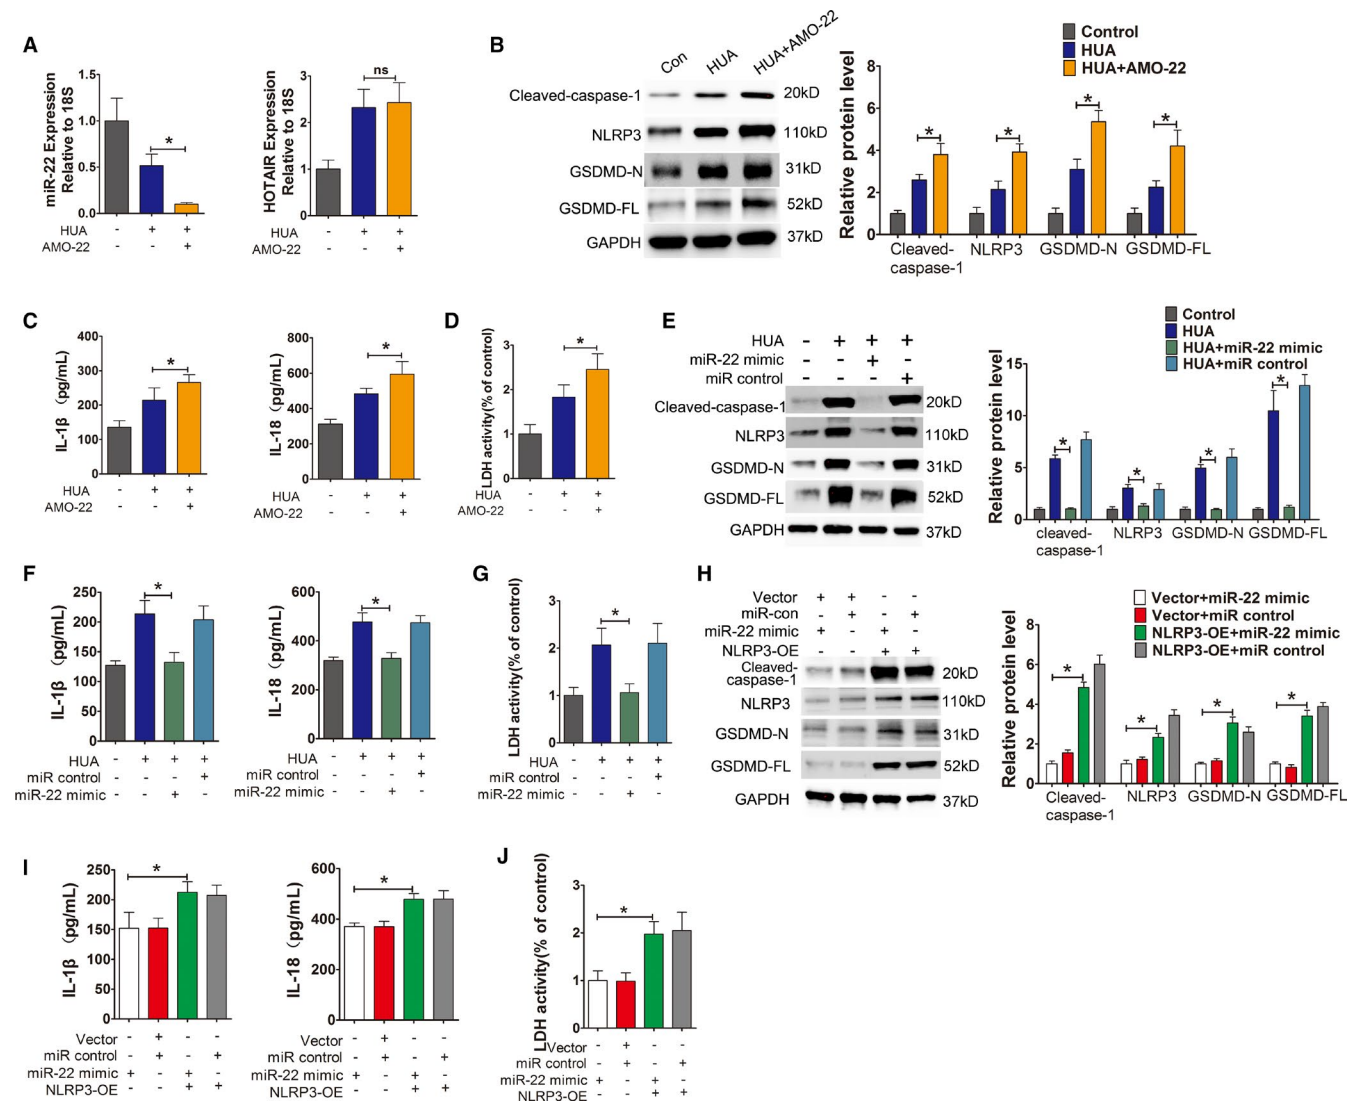 A
miR-22 Expression
Relative to 18S
1.5
1.0
0.5
0.0
*
HUA - + +
AMO-22 - - +
HOTAIR Expression
Relative to 18S
3
2
1
0
ns
HUA - + +
AMO-22 - - +
B
Con HUA HUA+AMO-22
Cleaved-caspase-1 20kD
NLRP3 110kD
GSDMD-N 31kD
GSDMD-FL 52kD
GAPDH 37kD
Control
HUA
HUA+AMO-22
Relative protein level
8
6
4
2
0
* * * *
Cleaved-caspase-1 NLRP3 GSDMD-N GSDMD-FL
C
IL-1β (pg/mL)
400
300
200
100
0
*
HUA - + +
AMO-22 - - +
IL-18 (pg/mL)
800
600
400
200
0
*
HUA - + +
AMO-22 - - +
D
LDH activity(% of control)
3
2
1
0
*
HUA - + +
AMO-22 - - +
E
HUA - + + +
miR-22 mimic - - + -
miR control - - - +
Cleaved-caspase-1 20kD
NLRP3 110kD
GSDMD-N 31kD
GSDMD-FL 52kD
GAPDH 37kD
Control
HUA
HUA+miR-22 mimic
HUA+miR control
Relative protein level
15
10
5
0
* * * *
cleaved-caspase-1 NLRP3 GSDMD-N GSDMD-FL
F
IL-1β (pg/mL)
250
200
150
100
50
0
*
HUA - + + +
miR control - - - +
miR-22 mimic - - + -
IL-18 (pg/mL)
600
400
200
0
*
HUA - + + +
miR control - - - +
miR-22 mimic - - + -
G
LDH activity(% of control)
3
2
1
0
*
HUA - + + +
miR control - - - +
miR-22 mimic - - + -
H
Vector + + - -
miR-con - + - +
miR-22 mimic + - + -
NLRP3-OE - - + +
Cleaved-caspase-1 20kD
NLRP3 110kD
GSDMD-N 31kD
GSDMD-FL 52kD
GAPDH 37kD
Vector+miR-22 mimic
Vector+miR control
NLRP3-OE+miR-22 mimic
NLRP3-OE+miR control
Relative protein level
8
6
4
2
0
* * * *
Cleaved-caspase-1 NLRP3 GSDMD-N GSDMD-FL
I
IL-1β (pg/mL)
250
200
150
100
50
0
*
Vector - + - -
miR control - + - +
miR-22 mimic + - + -
NLRP3-OE - - + +
IL-18 (pg/mL)
600
400
200
0
*
Vector - + - -
miR control - + - +
miR-22 mimic + - + -
NLRP3-OE - - + +
J
LDH activity(% of control)
3
2
1
0
*
Vector - + - -
miR control - + - +
miR-22 mimic + - + -
NLRP3-OE - - + +